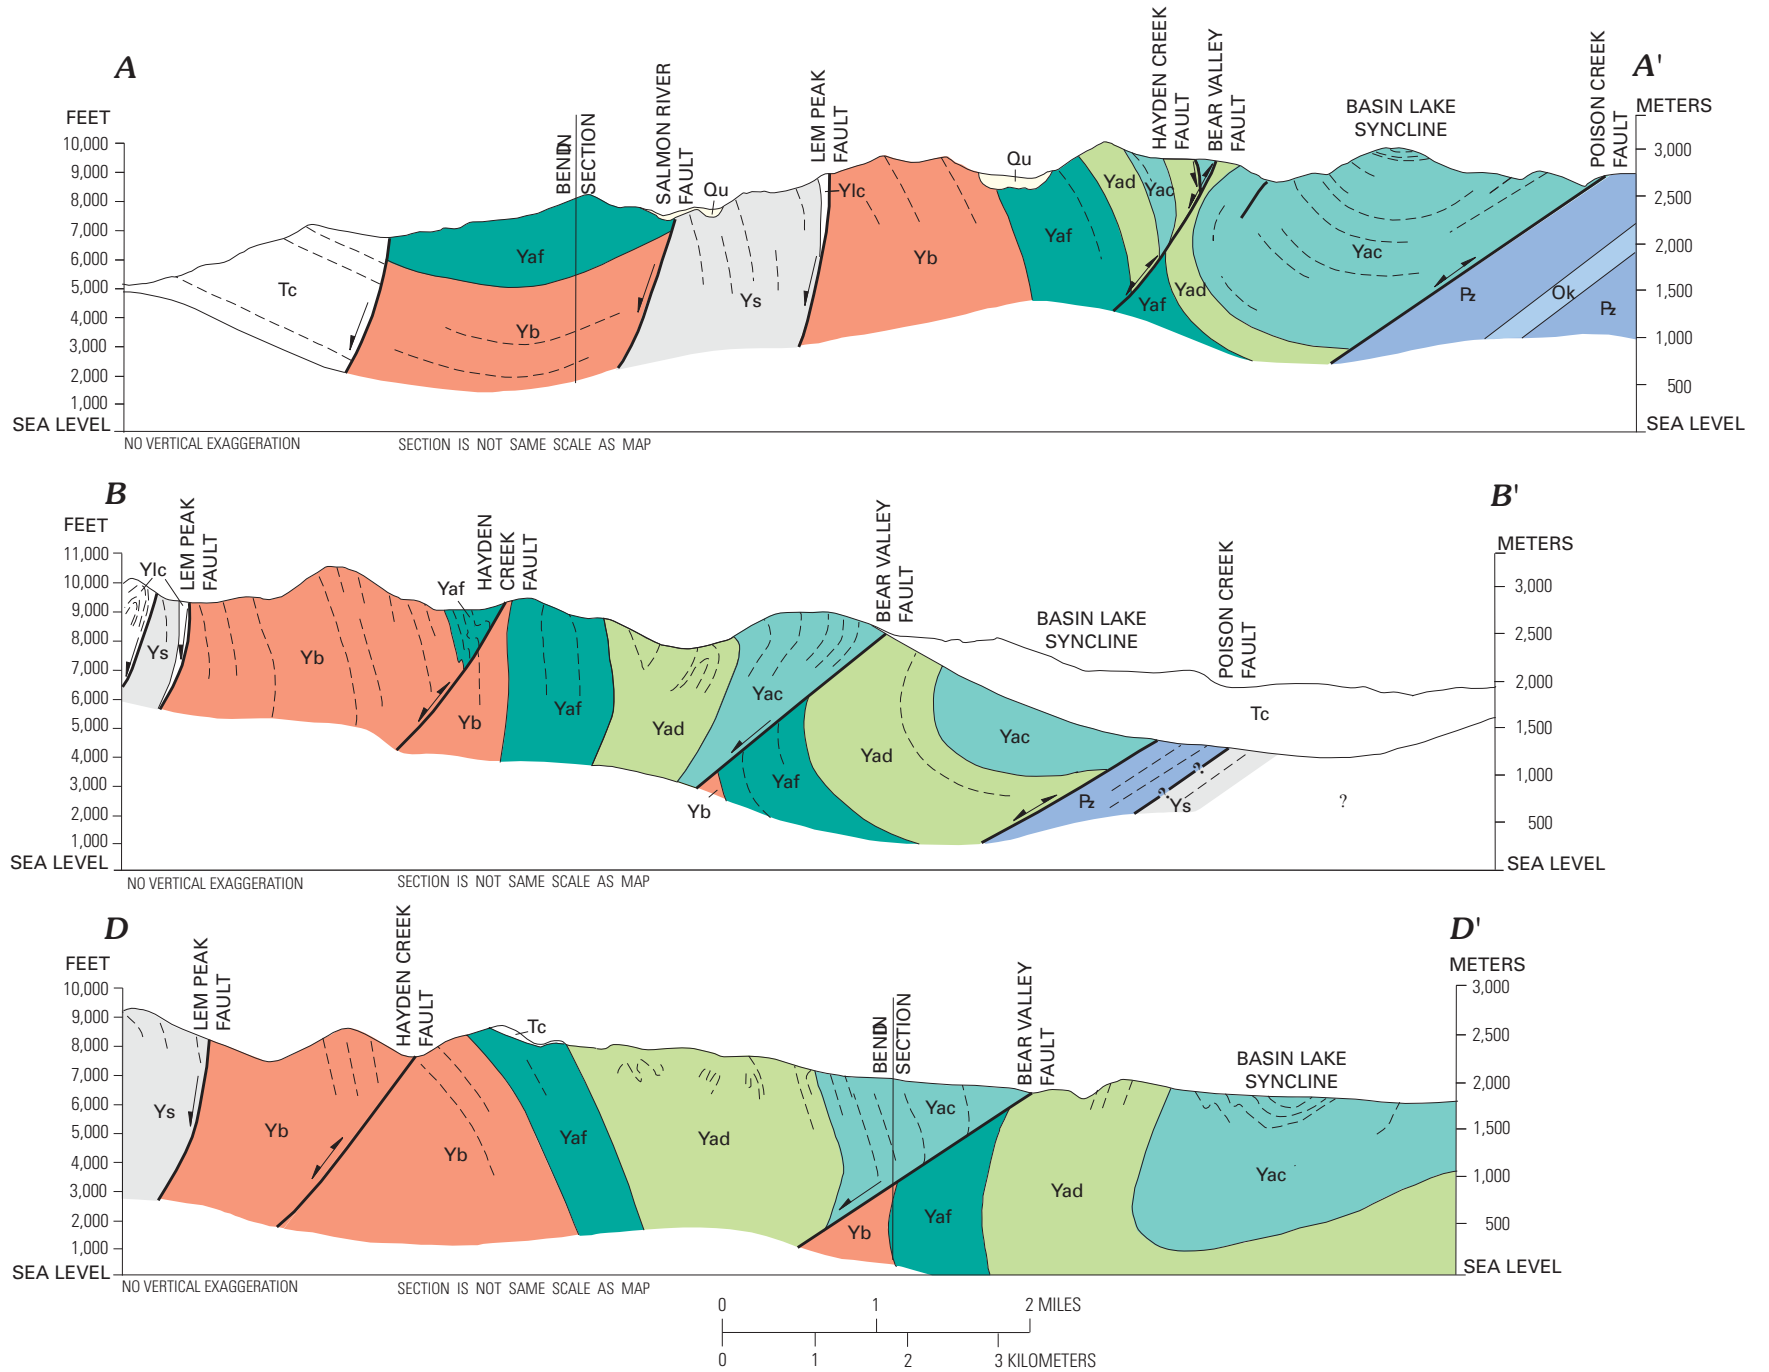 A
A'
FEET
METERS
BEND IN
SECTION
SALMON RIVER
FAULT
LEM PEAK
FAULT
HAYDEN CREEK
FAULT
BEAR VALLEY
FAULT
BASIN LAKE
SYNCLINE
POISON CREEK
FAULT
10,000
9,000
8,000
7,000
6,000
5,000
4,000
3,000
2,000
1,000
SEA LEVEL
3,000
2,500
2,000
1,500
1,000
500
SEA LEVEL
Tc
Yaf
Yb
Qu
Ys
Ylc
Yb
Qu
Yaf
Yad
Yac
Yaf
Yad
Yac
Pz
Ok
Pz
NO VERTICAL EXAGGERATION
SECTION IS NOT SAME SCALE AS MAP
B
B'
FEET
METERS
LEM PEAK
FAULT
HAYDEN
CREEK
FAULT
BEAR VALLEY
FAULT
BASIN LAKE
SYNCLINE
POISON CREEK
FAULT
11,000
10,000
9,000
8,000
7,000
6,000
5,000
4,000
3,000
2,000
1,000
SEA LEVEL
3,000
2,500
2,000
1,500
1,000
500
SEA LEVEL
Ylc
Ys
Yb
Yaf
Yb
Yaf
Yad
Yac
Yb
Yaf
Yad
Yac
Tc
Pz
?
?
Ys
?
NO VERTICAL EXAGGERATION
SECTION IS NOT SAME SCALE AS MAP
D
D'
FEET
METERS
LEM PEAK
FAULT
HAYDEN CREEK
FAULT
BEND IN
SECTION
BEAR VALLEY
FAULT
BASIN LAKE
SYNCLINE
10,000
9,000
8,000
7,000
6,000
5,000
4,000
3,000
2,000
1,000
SEA LEVEL
3,000
2,500
2,000
1,500
1,000
500
SEA LEVEL
Ys
Yb
Yb
Tc
Yaf
Yad
Yac
Yb
Yaf
Yad
Yac
NO VERTICAL EXAGGERATION
SECTION IS NOT SAME SCALE AS MAP
0 1 2 MILES
0 1 2 3 KILOMETERS